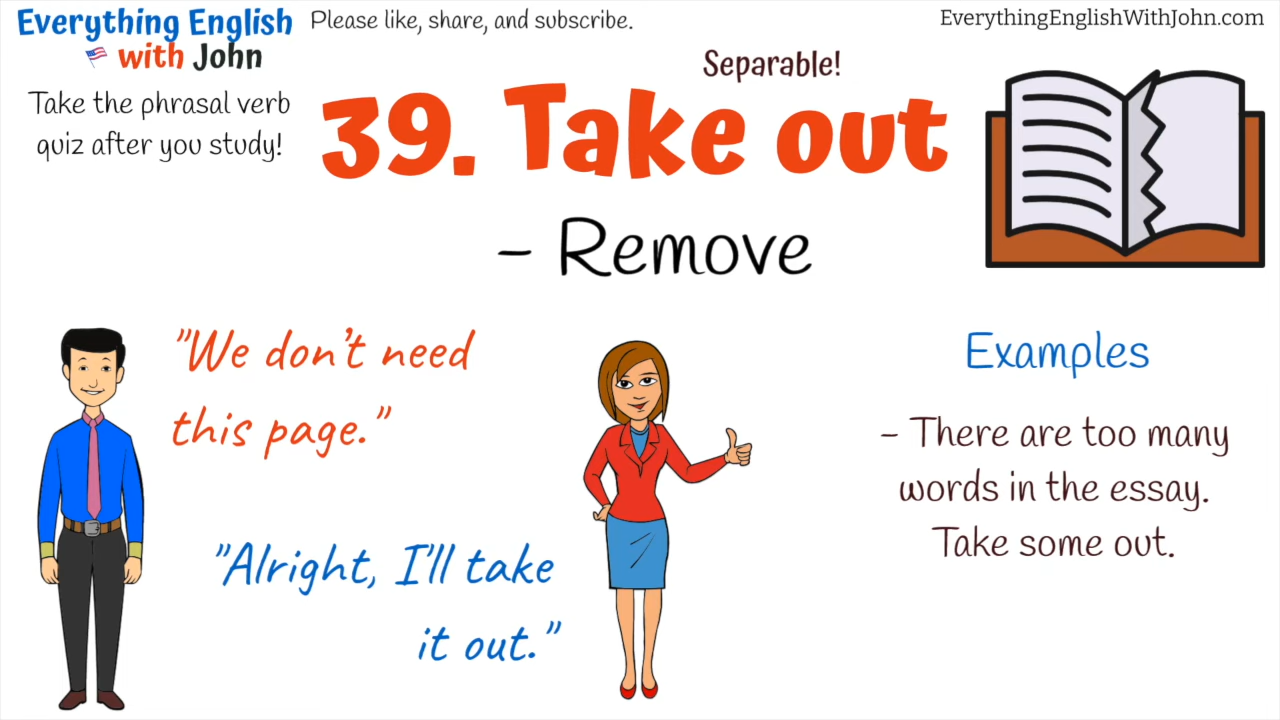 Everything English
with John
Please like, share, and subscribe.
EverythingEnglishWithJohn.com
Take the phrasal verb
quiz after you study!
Separable!
39. Take out
- Remove
"We don't need
this page."
"Alright, I'll take
it out."
Examples
- There are too many
words in the essay.
Take some out.